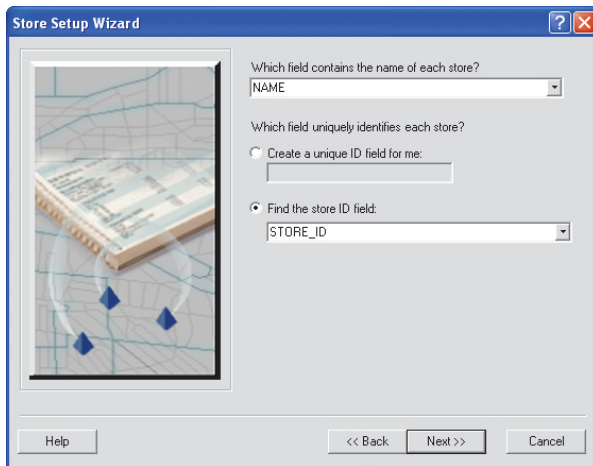 Store Setup Wizard
Which field contains the name of each store?
NAME
Which field uniquely identifies each store?
Create a unique ID field for me:
Find the store ID field:
STORE_ID
Help
<< Back
Next >>
Cancel